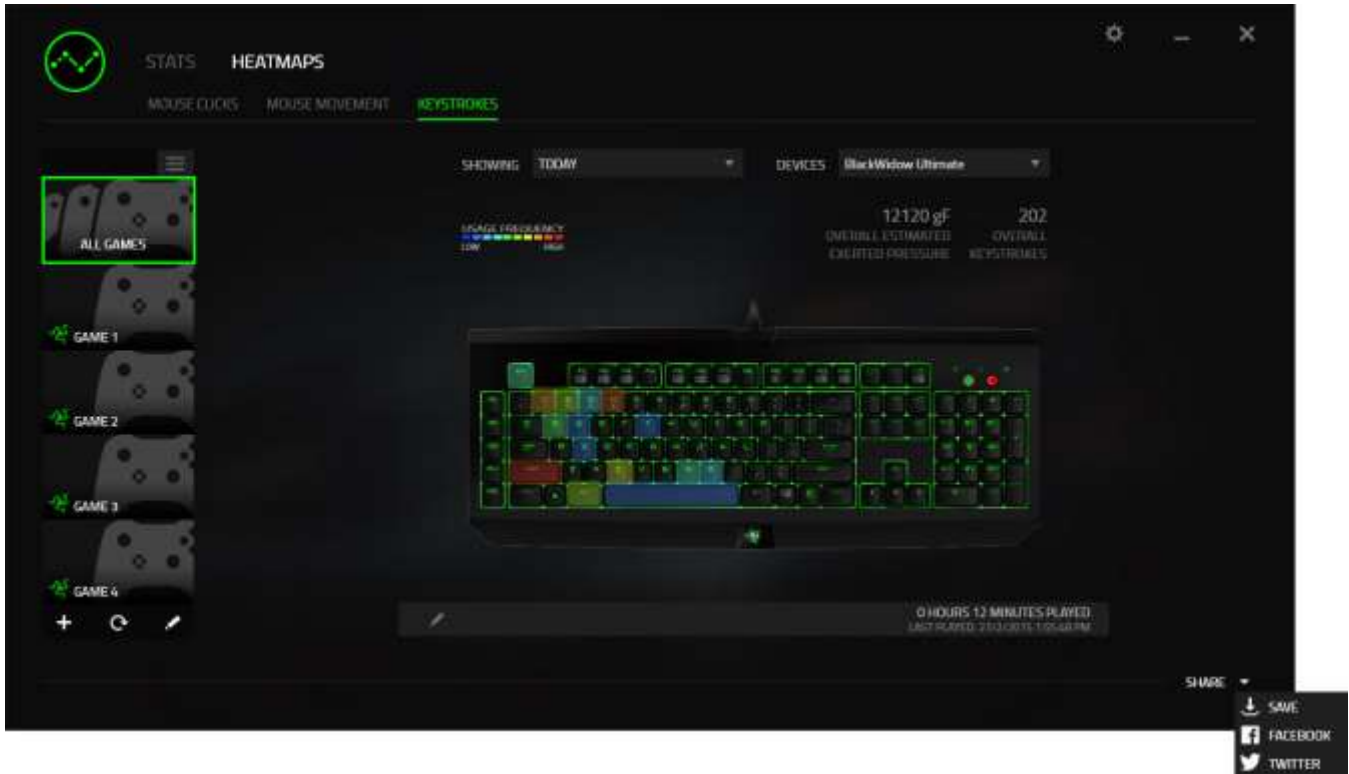 STATS HEATMAPS
MOUSE CLICKS MOUSE MOVEMENT KEYSTROKES
SHOWING TODAY DEVICES BlackWidow Ultimate
USAGE FREQUENCY
LOW HIGH
12120 gF 202
OVERALL ESTIMATED OVERALL
EXERTED PRESSURE KEYSTROKES
ALL GAMES
GAME 1
GAME 2
GAME 3
GAME 4
0 HOURS 12 MINUTES PLAYED
LAST PLAYED:
SHARE
SAVE
FACEBOOK
TWITTER